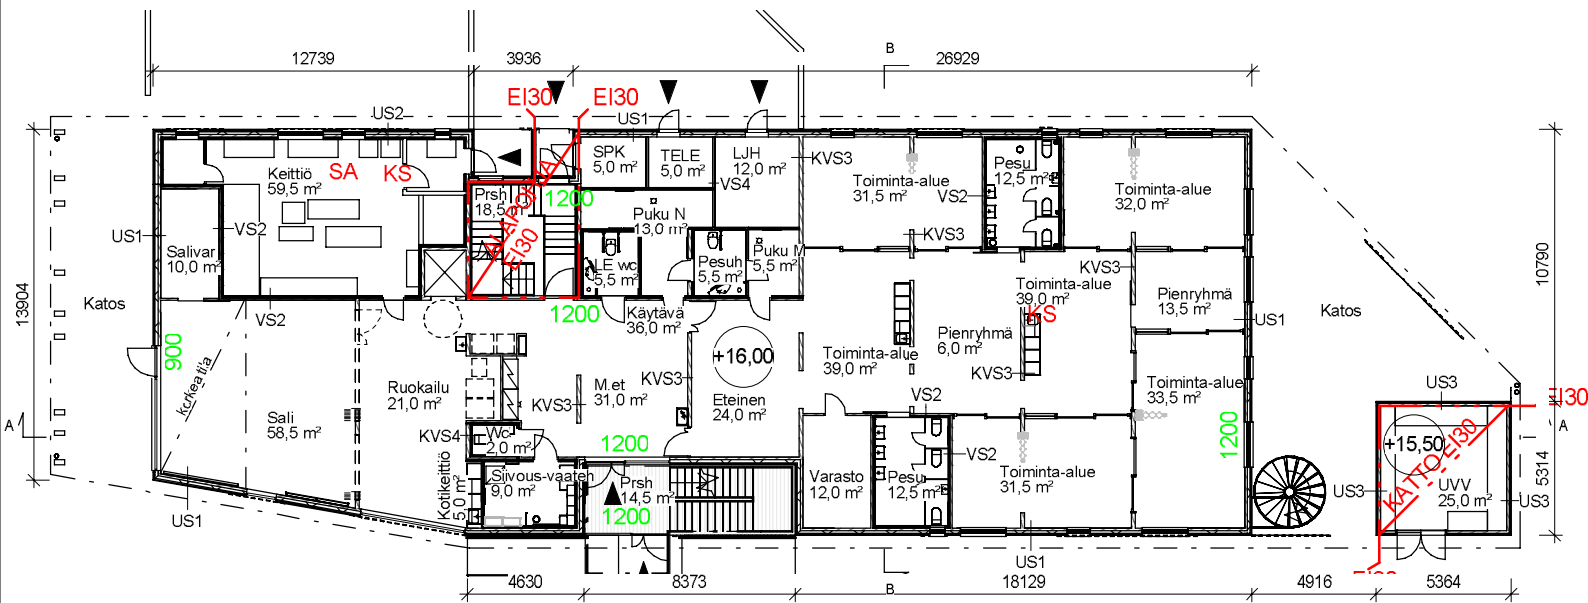 B
12739
3936
26929
EI30
EI30
US2
US1
SPK
5,0 m²
TELE
5,0 m²
LJH
12,0 m²
KVS3
VS4
Keittiö
59,5 m²
SA
KS
Prsh
18,5
ALAPOHJA
EI30
1200
Puku N
13,0 m²
Toiminta-alue
31,5 m²
VS2
Pesu
12,5 m²
Toiminta-alue
32,0 m²
US1
VS2
Salivar
10,0 m²
KVS3
LE wc
5,5 m²
Pesuh
5,5 m²
Puku M
5,5 m²
KVS3
Toiminta-alue
39,0 m²
KS
Pienryhmä
13,5 m²
US1
Katos
Katos
13904
10790
VS2
1200
Käytävä
36,0 m²
900
korkea tila
+16,00
Toiminta-alue
39,0 m²
Pienryhmä
6,0 m²
KVS3
Ruokailu
21,0 m²
KVS3
M.et
31,0 m²
KVS3
Eteinen
24,0 m²
Toiminta-alue
33,5 m²
US3
EI30
VS2
A
Sali
58,5 m²
KVS4
Wc
2,0 m²
1200
1200
+15,50
A
VS2
Kotikeittiö
5,0 m²
Siivous-vaateh
9,0 m²
Prsh
14,5 m²
1200
Varasto
12,0 m²
Pesu
12,5 m²
Toiminta-alue
31,5 m²
US3
KATTO EI30
UVV
25,0 m²
US3
5314
US1
US1
4630
8373
B
18129
4916
5364